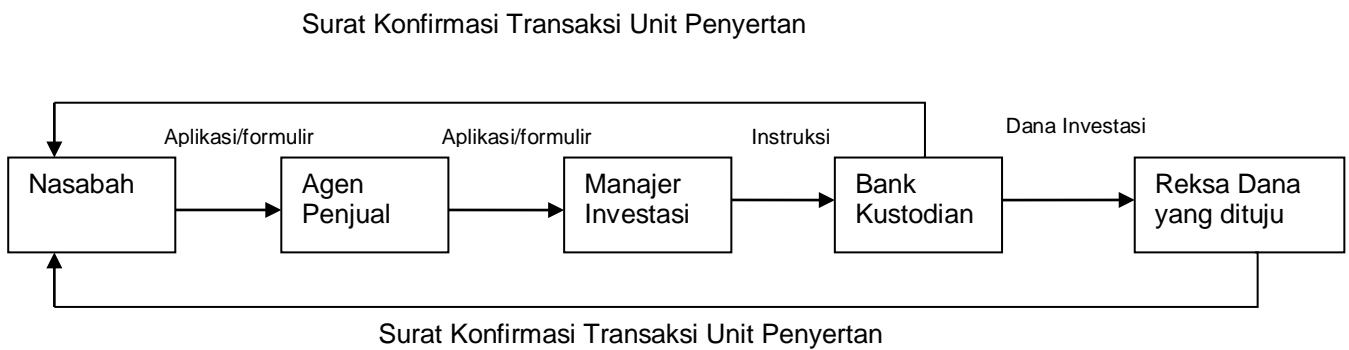 Surat Konfirmasi Transaksi Unit Penyertan
Aplikasi/formulir
Aplikasi/formulir
Instruksi
Dana Investasi
Nasabah
Agen
Penjual
Manajer
Investasi
Bank
Kustodian
Reksa Dana
yang dituju
Surat Konfirmasi Transaksi Unit Penyertan